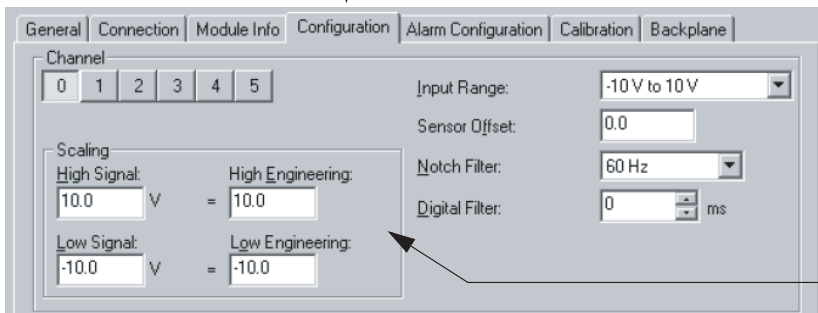 General Connection Module Info Configuration Alarm Configuration Calibration Backplane
Channel
0 1 2 3 4 5
Input Range: -10 V to 10 V
Sensor Offset: 0.0
Scaling
High Signal: High Engineering:
10.0 V = 10.0
Low Signal: Low Engineering:
-10.0 V = -10.0
Notch Filter: 60 Hz
Digital Filter: 0 ms